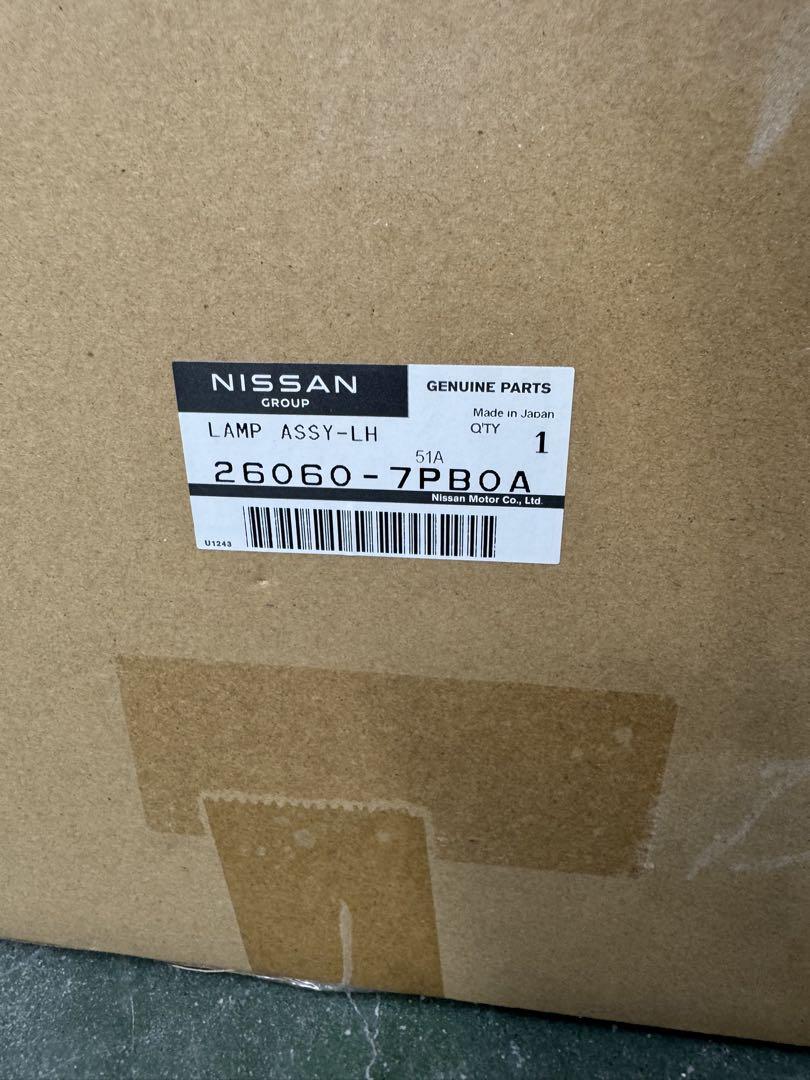 NISSAN
GROUP
GENUINE PARTS
Made in Japan
LAMP ASSY-LH
Q'TY 1
51A
26060-7PB0A
Nissan Motor Co., Ltd.
U1243